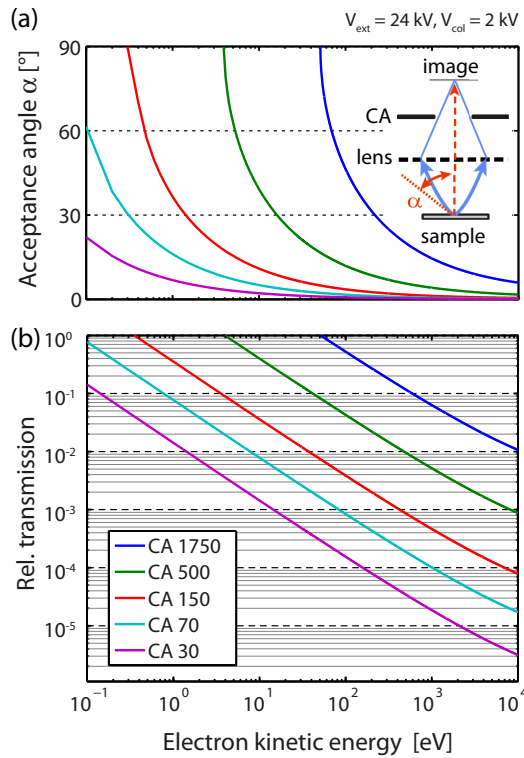 (a)
V_ext = 24 kV, V_col = 2 kV
Acceptance angle α [°]
90
60
30
0
image
CA
lens
α
sample
(b)
Rel. transmission
10^0
10^-1
10^-2
10^-3
10^-4
10^-5
CA 1750
CA 500
CA 150
CA 70
CA 30
10^-1 10^0 10^1 10^2 10^3 10^4
Electron kinetic energy [eV]